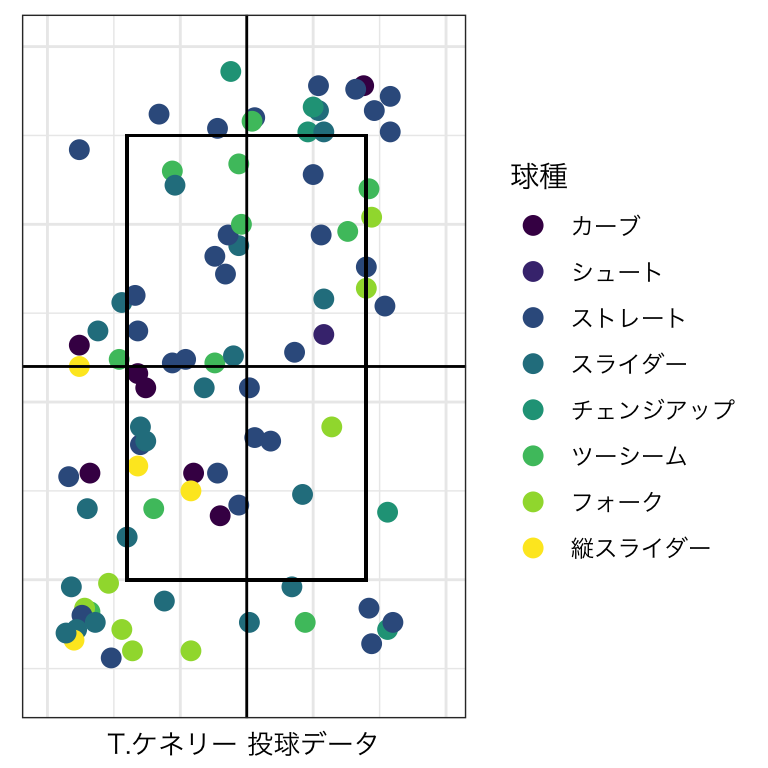 球種
カーブ
シュート
ストレート
スライダー
チェンジアップ
ツーシーム
フォーク
縦スライダー
T.ケネリー 投球データ